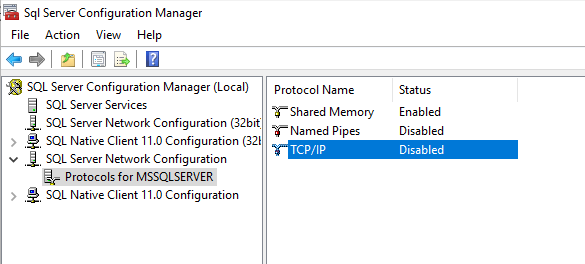 Sql Server Configuration Manager
File Action View Help
SQL Server Configuration Manager (Local)
SQL Server Services
SQL Server Network Configuration (32bit
SQL Native Client 11.0 Configuration (32b
SQL Server Network Configuration
Protocols for MSSQLSERVER
SQL Native Client 11.0 Configuration
Protocol Name Status
Shared Memory Enabled
Named Pipes Disabled
TCP/IP Disabled